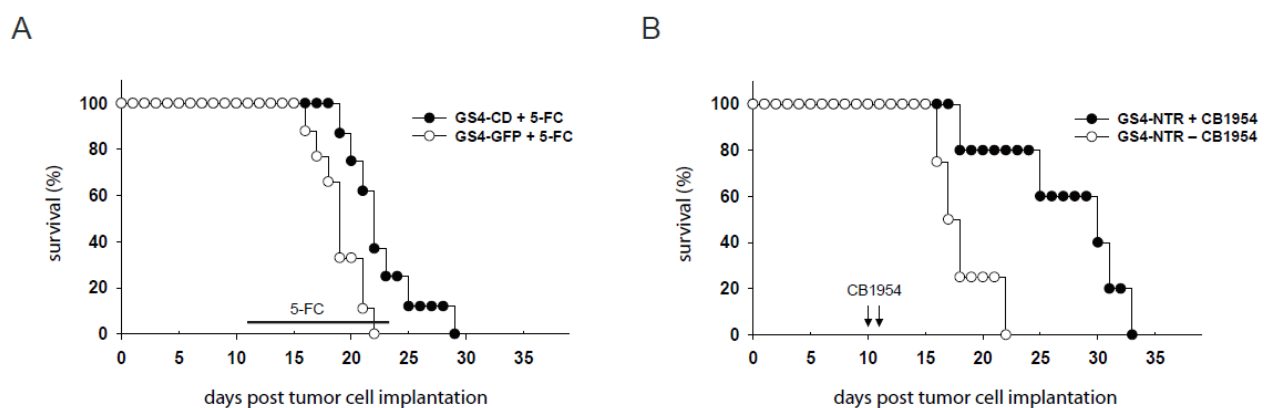 A
B
100
80
60
40
20
0
survival (%)
GS4-CD + 5-FC
GS4-GFP + 5-FC
5-FC
0 5 10 15 20 25 30 35
days post tumor cell implantation
100
80
60
40
20
0
survival (%)
GS4-NTR + CB1954
GS4-NTR – CB1954
CB1954
0 5 10 15 20 25 30 35
days post tumor cell implantation